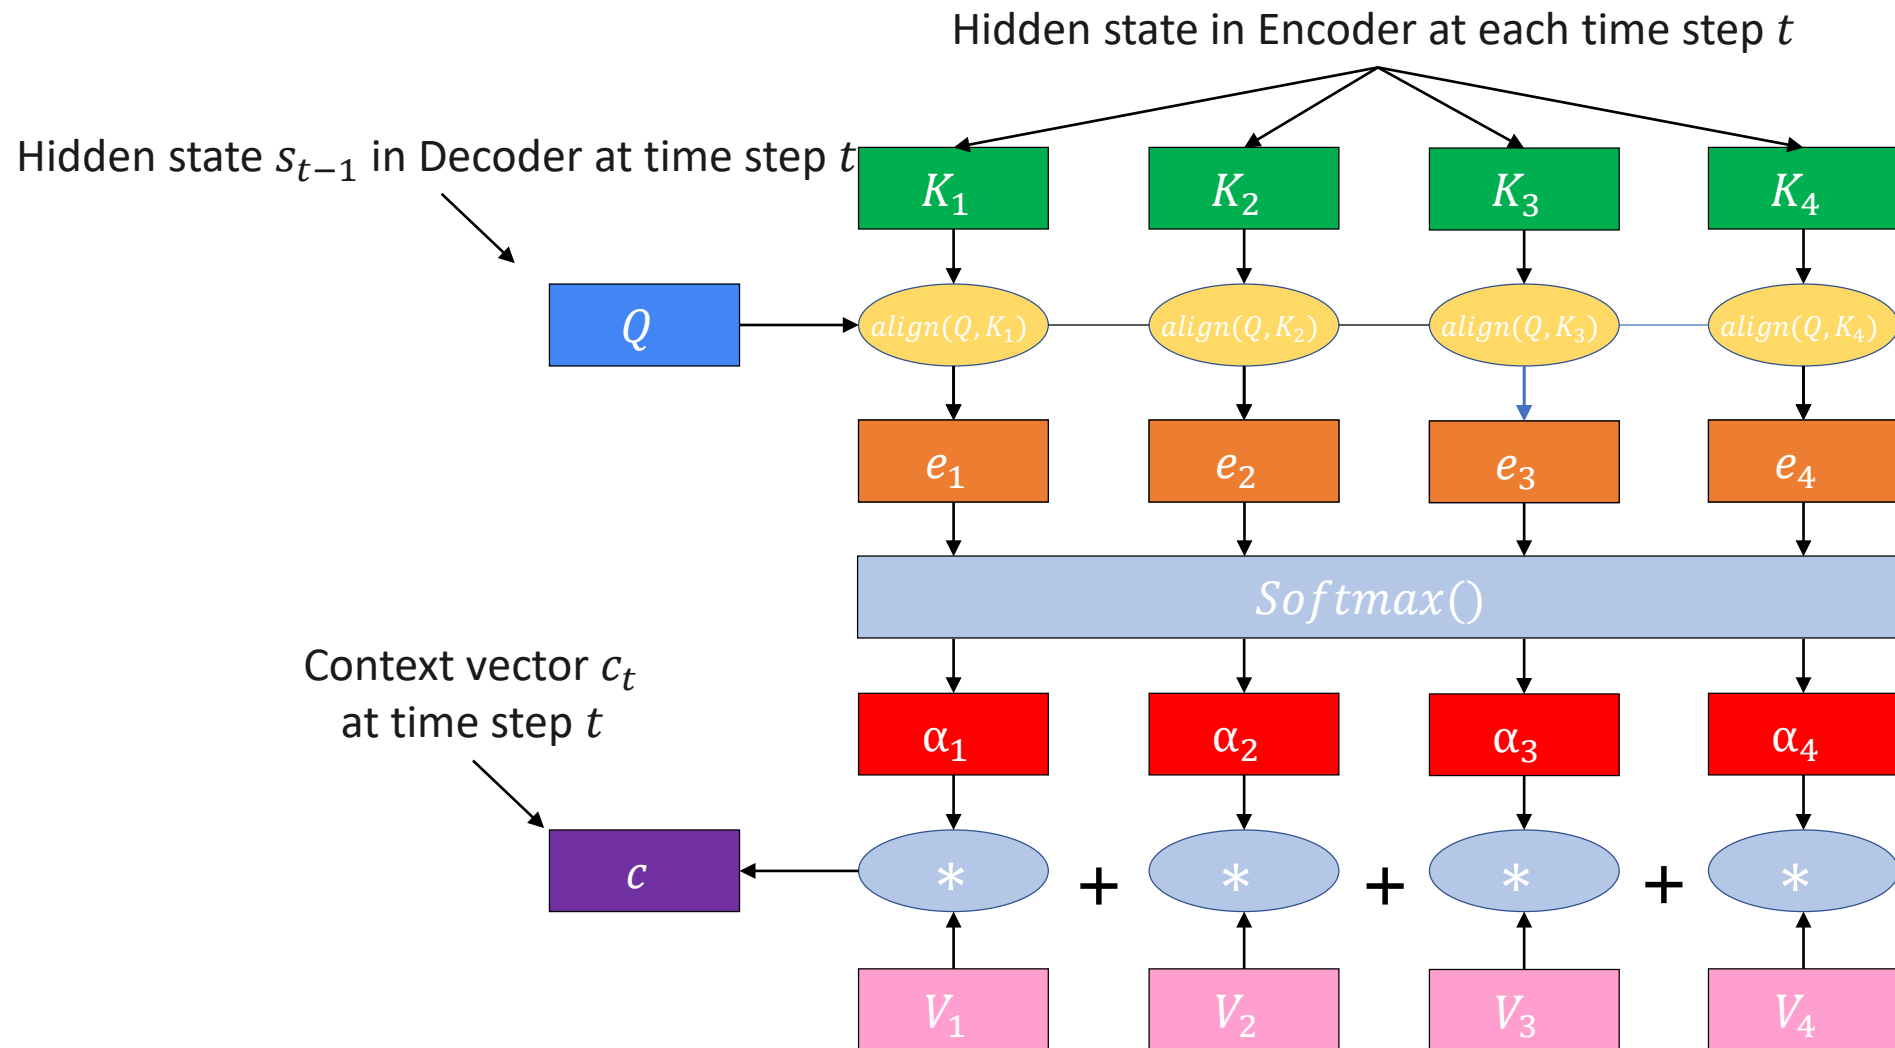 Hidden state in Encoder at each time step t
Hidden state s_{t−1} in Decoder at time step t
K_1 K_2 K_3 K_4
Q align(Q, K_1) align(Q, K_2) align(Q, K_3) align(Q, K_4)
e_1 e_2 e_3 e_4
Softmax()
Context vector c_t
at time step t
α_1 α_2 α_3 α_4
c * + * + * + *
V_1 V_2 V_3 V_4